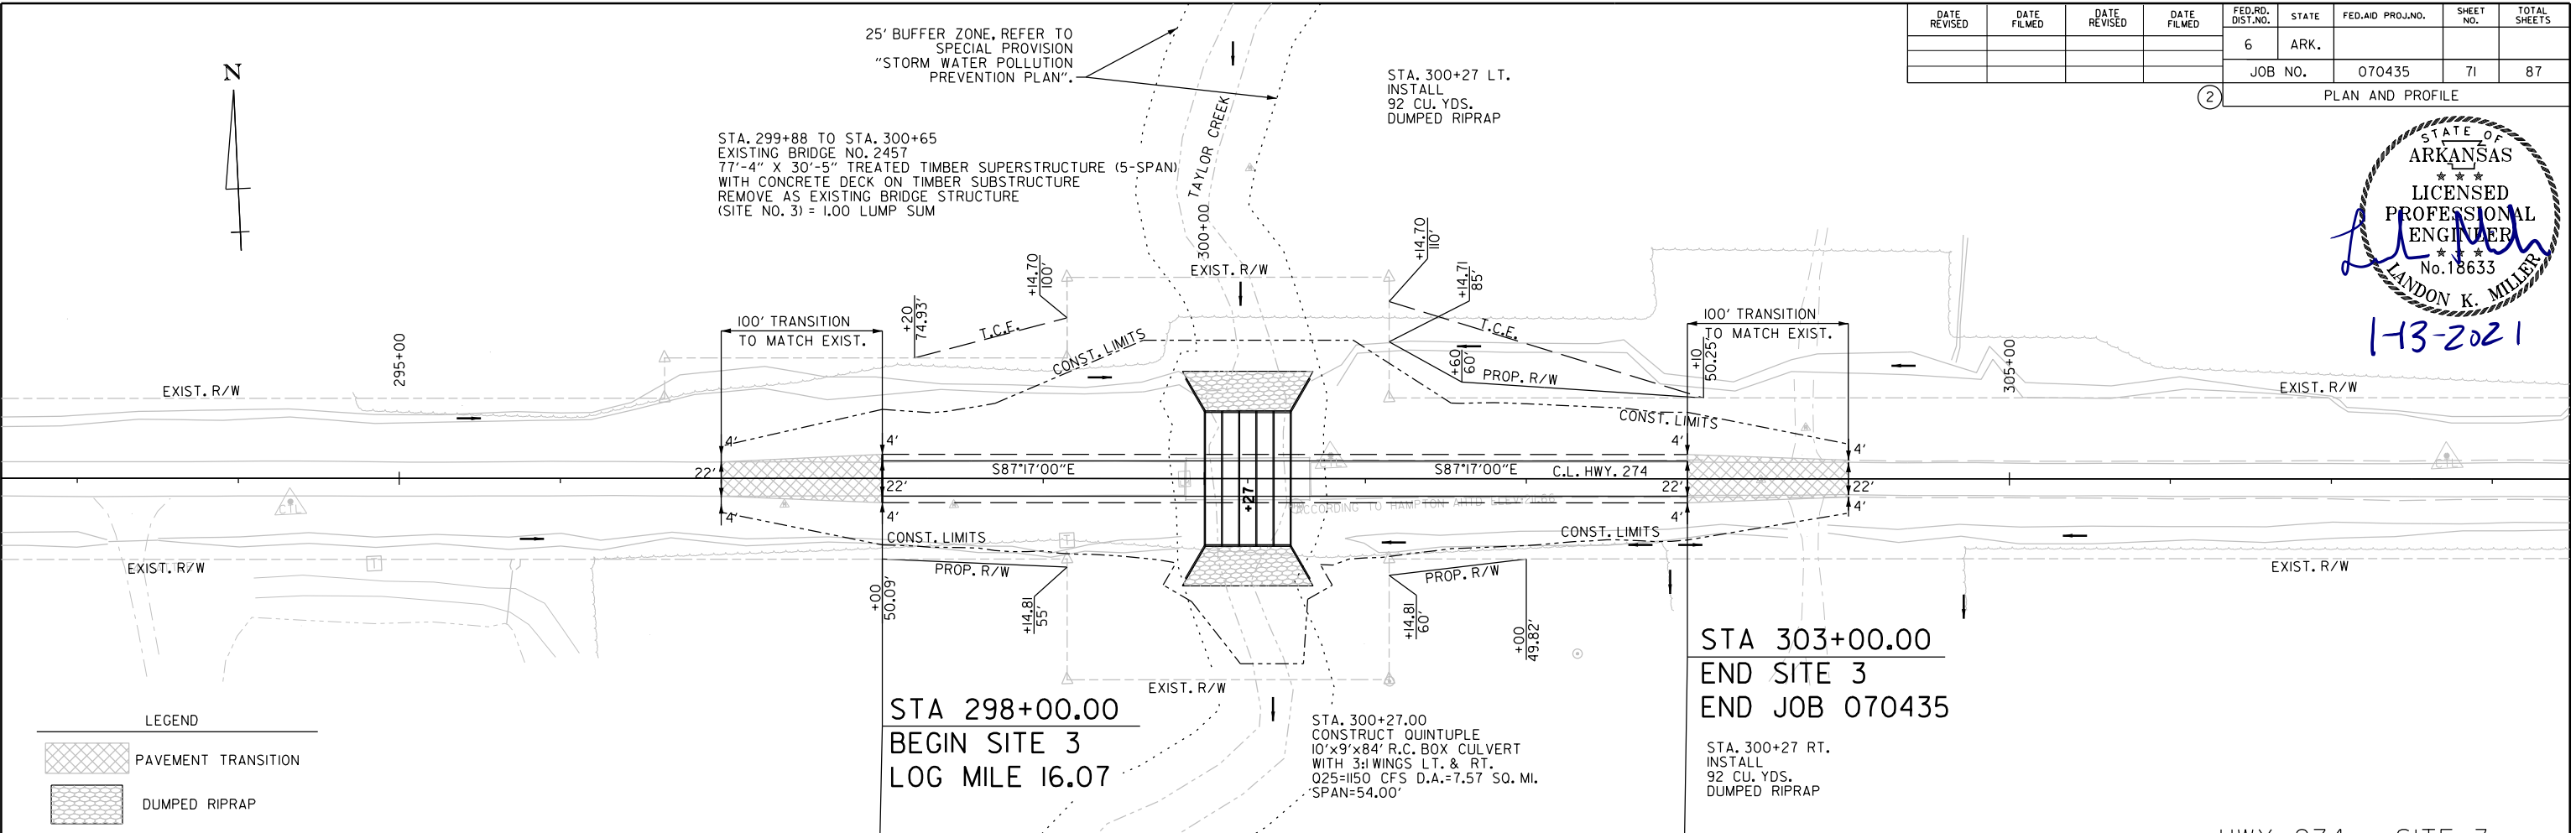 DATE REVISED
DATE FILMED
DATE REVISED
DATE FILMED
FED.RD. DIST.NO.
STATE
FED.AID PROJ.NO.
SHEET NO.
TOTAL SHEETS
6
ARK.
JOB NO.
070435
71
87
2
PLAN AND PROFILE
STATE OF
ARKANSAS
★ ★ ★
LICENSED
PROFESSIONAL
ENGINEER
★ ★ ★
No.18633
LANDON K. MILLER
1-13-2021
N
25' BUFFER ZONE, REFER TO
SPECIAL PROVISION
"STORM WATER POLLUTION
PREVENTION PLAN".
STA. 300+27 LT.
INSTALL
92 CU. YDS.
DUMPED RIPRAP
STA. 299+88 TO STA. 300+65
EXISTING BRIDGE NO. 2457
77'-4" X 30'-5" TREATED TIMBER SUPERSTRUCTURE (5-SPAN)
WITH CONCRETE DECK ON TIMBER SUBSTRUCTURE
REMOVE AS EXISTING BRIDGE STRUCTURE
(SITE NO. 3) = 1.00 LUMP SUM
TAYLOR CREEK
300+00
EXIST. R/W
+14.70
100'
+14.70
110'
+14.71
85'
+20
74.93'
T.C.E.
T.C.E.
100' TRANSITION
TO MATCH EXIST.
100' TRANSITION
TO MATCH EXIST.
CONST. LIMITS
+60
60'
PROP. R/W
+10
50.25'
295+00
305+00
EXIST. R/W
EXIST. R/W
CONST. LIMITS
4'
4'
4'
4'
22'
22'
S87°17'00"E
S87°17'00"E
C.L. HWY. 274
22'
22'
+27
ACCORDING TO HAMPTON AHTD
CTL
CTL
4'
4'
4'
4'
CONST. LIMITS
CONST. LIMITS
T
T
EXIST. R/W
PROP. R/W
PROP. R/W
EXIST. R/W
+00
50.09'
+14.81
55'
+14.81
60'
+00
49.82'
EXIST. R/W
STA 298+00.00
BEGIN SITE 3
LOG MILE 16.07
STA 303+00.00
END SITE 3
END JOB 070435
STA. 300+27.00
CONSTRUCT QUINTUPLE
10'x9'x84' R.C. BOX CULVERT
WITH 3:1 WINGS LT. & RT.
Q25=1150 CFS D.A.=7.57 SQ. MI.
SPAN=54.00'
STA. 300+27 RT.
INSTALL
92 CU. YDS.
DUMPED RIPRAP
LEGEND
PAVEMENT TRANSITION
DUMPED RIPRAP